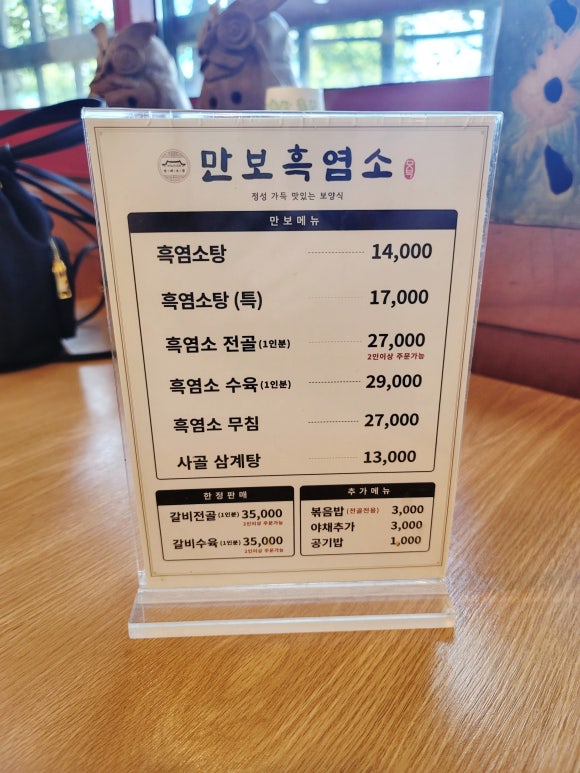 만보흑염소
정성 가득 맛있는 보양식
만보메뉴
흑염소탕 14,000
흑염소탕 (특) 17,000
흑염소 전골 (1인분) 27,000
2인이상 주문가능
흑염소 수육 (1인분) 29,000
흑염소 무침 27,000
사골 삼계탕 13,000
한정판매
갈비전골 (1인분) 35,000
2인이상 주문가능
갈비수육 (1인분) 35,000
2인이상 주문가능
추가메뉴
볶음밥 (전골전용) 3,000
야채추가 3,000
공기밥 1,000